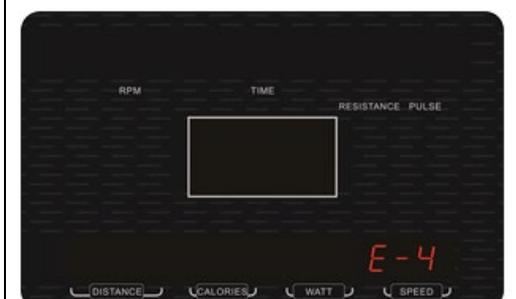 RPM TIME
RESISTANCE PULSE
E-4
DISTANCE CALORIES WATT SPEED